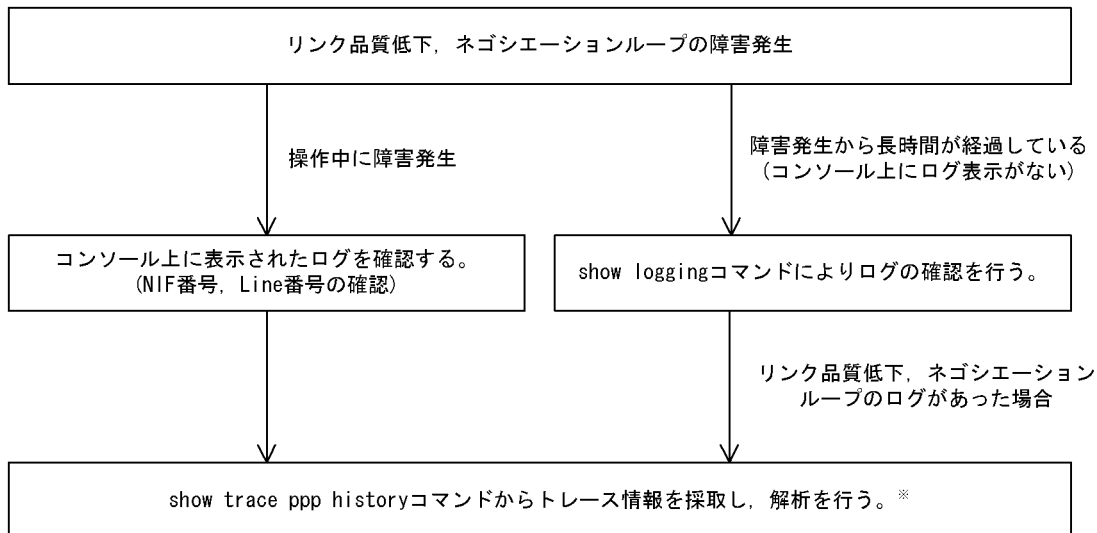 リンク品質低下，ネゴシエーションループの障害発生
操作中に障害発生
障害発生から長時間が経過している
（コンソール上にログ表示がない）
コンソール上に表示されたログを確認する。
(NIF番号，Line番号の確認)
show loggingコマンドによりログの確認を行う。
リンク品質低下，ネゴシエーション
ループのログがあった場合
show trace ppp historyコマンドからトレース情報を採取し，解析を行う。※